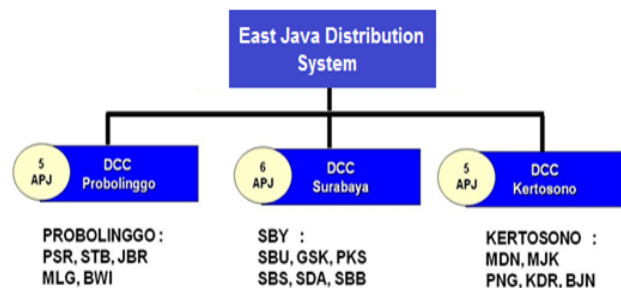 East Java Distribution
System
5
APJ
DCC
Probolinggo
6
APJ
DCC
Surabaya
5
APJ
DCC
Kertosono
PROBOLINGGO :
PSR, STB, JBR
MLG, BWI
SBY :
SBU, GSK, PKS
SBS, SDA, SBB
KERTOSONO :
MDN, MJK
PNG, KDR, BJN